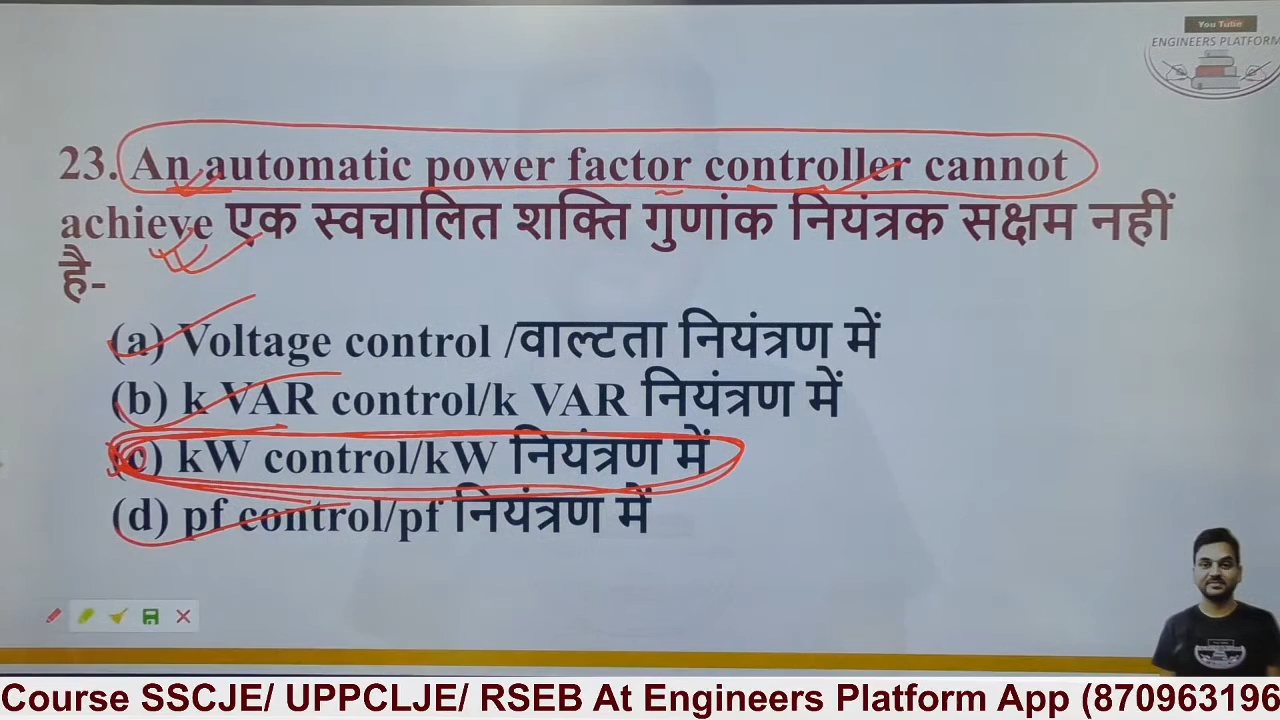 You Tube
ENGINEERS PLATFORM
23. An automatic power factor controller cannot
achieve एक स्वचालित शक्ति गुणांक नियंत्रक सक्षम नहीं
है-
(a) Voltage control /वाल्टता नियंत्रण में
(b) k VAR control/k VAR नियंत्रण में
(c) kW control/kW नियंत्रण में
(d) pf control/pf नियंत्रण में
Course SSCJE/ UPPCLJE/ RSEB At Engineers Platform App (870963196